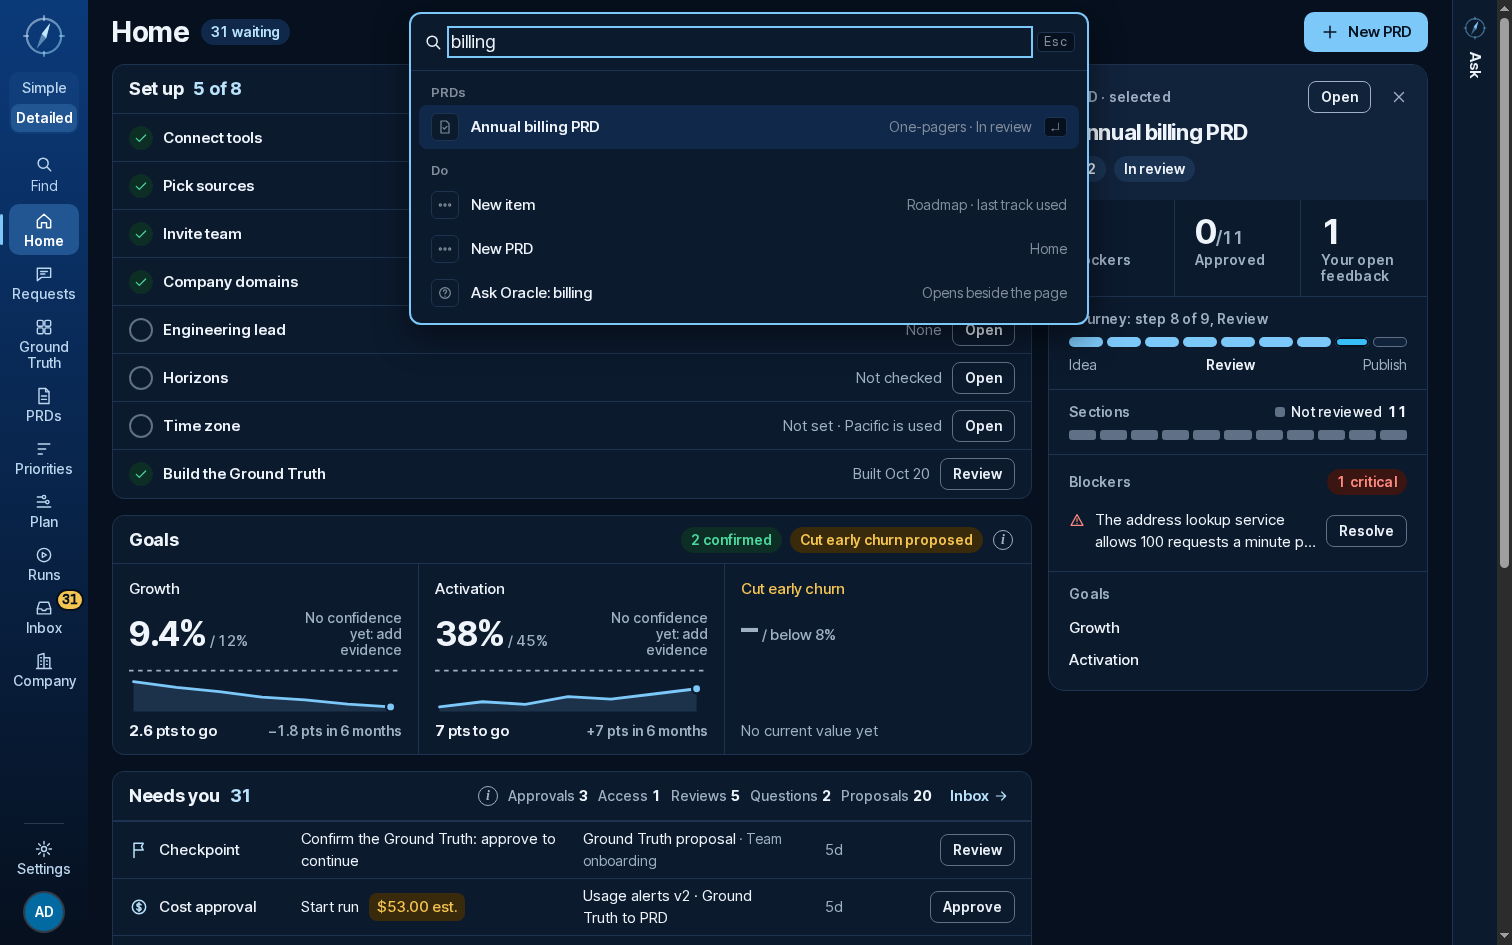 Home
31 waiting
billing
Esc
New PRD
Ask
Simple
Detailed
Find
Home
Requests
Ground
Truth
PRDs
Priorities
Plan
Runs
31
Inbox
Company
Settings
AD
PRDs
Annual billing PRD
One-pagers · In review
Do
New item
Roadmap · last track used
New PRD
Home
Ask Oracle: billing
Opens beside the page
Set up 5 of 8
Connect tools
Pick sources
Invite team
Company domains
Engineering lead
None
Open
Horizons
Not checked
Open
Time zone
Not set · Pacific is used
Open
Build the Ground Truth
Built Oct 20
Review
Goals
2 confirmed
Cut early churn proposed
i
Growth
9.4% / 12%
No confidence
yet: add
evidence
2.6 pts to go
−1.8 pts in 6 months
Activation
38% / 45%
No confidence
yet: add
evidence
7 pts to go
+7 pts in 6 months
Cut early churn
– / below 8%
No current value yet
Needs you 31
i
Approvals 3
Access 1
Reviews 5
Questions 2
Proposals 20
Inbox →
Checkpoint
Confirm the Ground Truth: approve to
continue
Ground Truth proposal · Team
onboarding
5d
Review
Cost approval
Start run
$53.00 est.
Usage alerts v2 · Ground
Truth to PRD
5d
Approve
D · selected
Open
nnual billing PRD
2
In review
ckers
0/11
Approved
1
Your open
feedback
urney: step 8 of 9, Review
Idea
Review
Publish
Sections
Not reviewed 11
Blockers
1 critical
The address lookup service
allows 100 requests a minute p...
Resolve
Goals
Growth
Activation